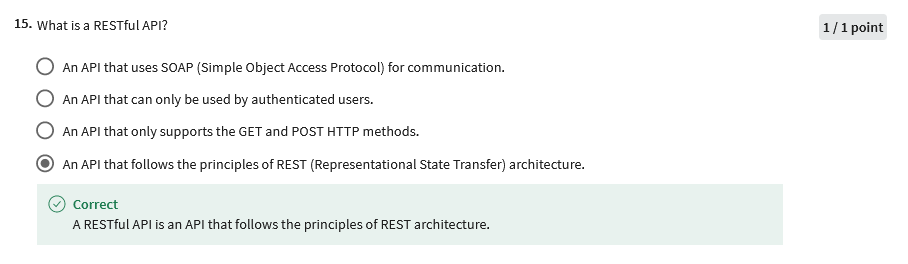 15. What is a RESTful API?
1 / 1 point
An API that uses SOAP (Simple Object Access Protocol) for communication.
An API that can only be used by authenticated users.
An API that only supports the GET and POST HTTP methods.
An API that follows the principles of REST (Representational State Transfer) architecture.
Correct
A RESTful API is an API that follows the principles of REST architecture.